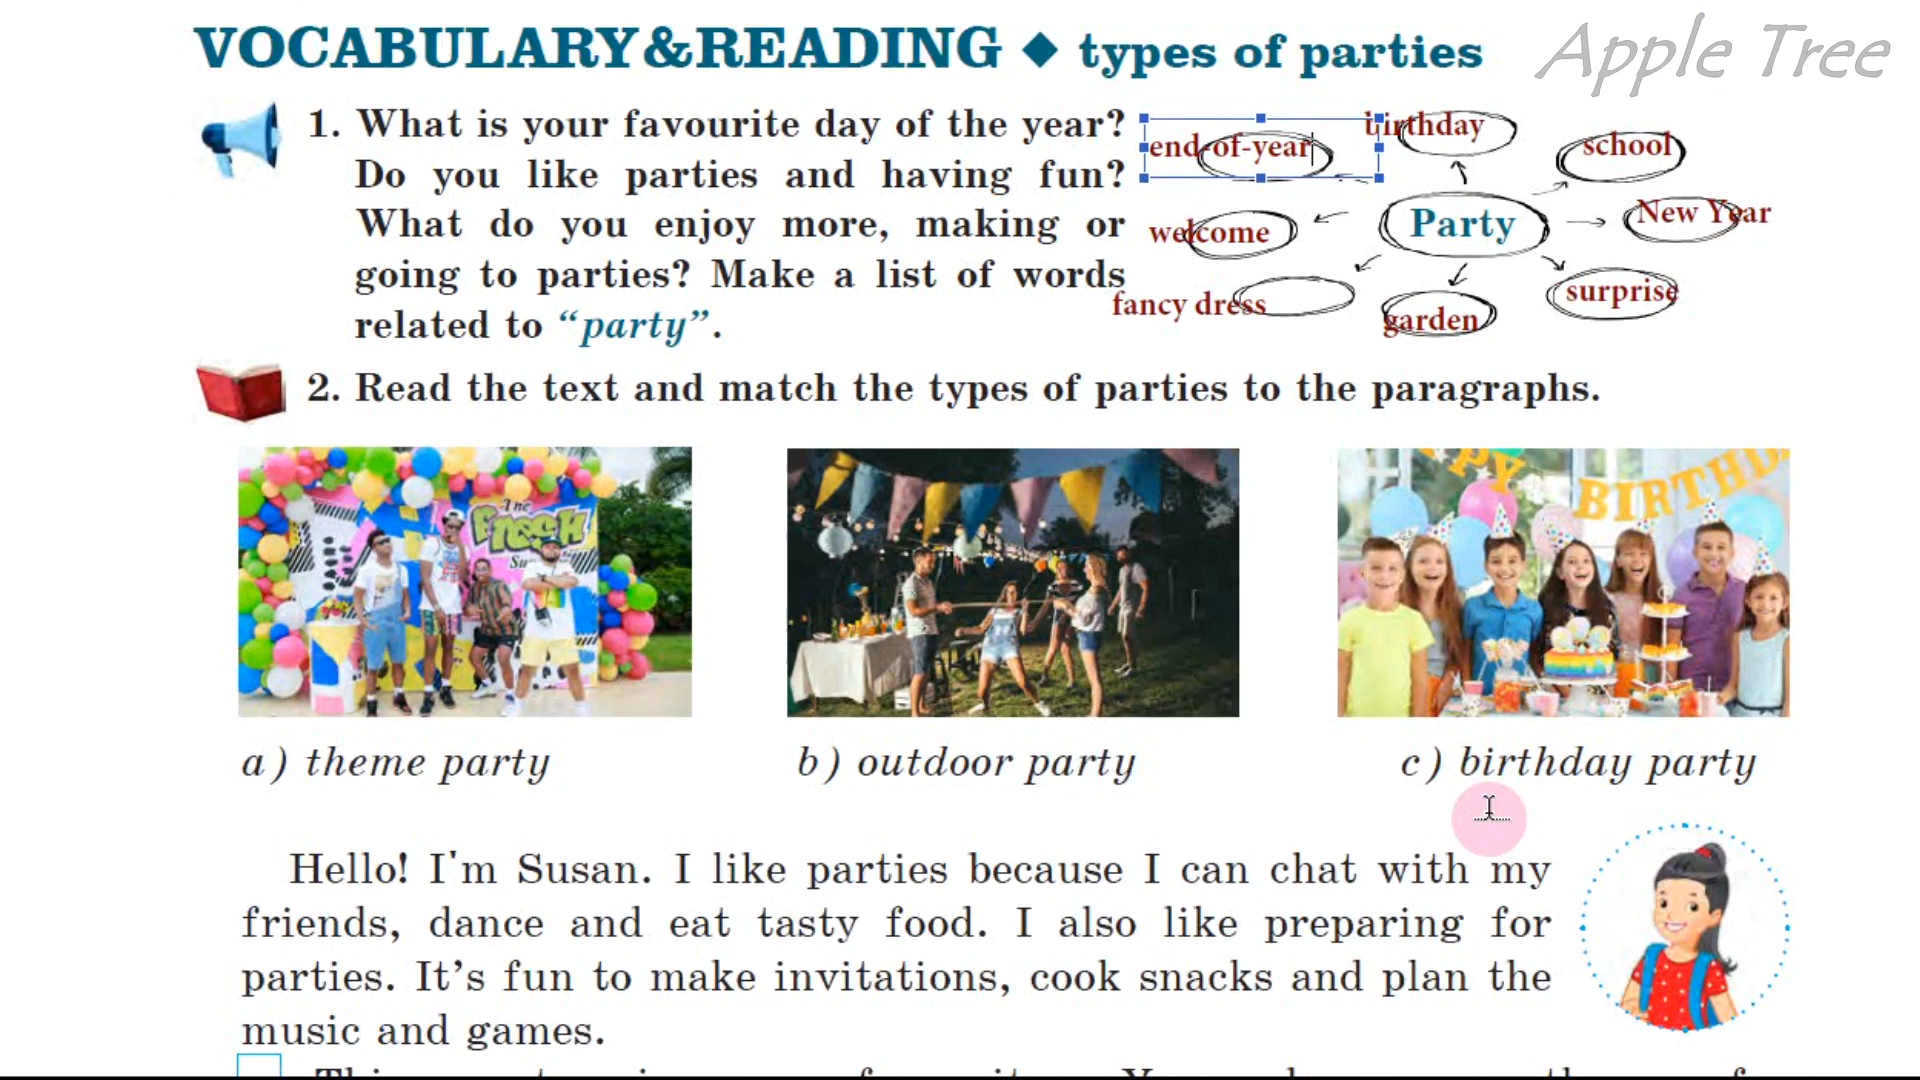 VOCABULARY&READING ◆ types of parties
Apple Tree
1. What is your favourite day of the year?
Do you like parties and having fun?
What do you enjoy more, making or
going to parties? Make a list of words
related to “party”.
end-of-year
birthday
school
welcome
Party
New Year
fancy dress
garden
surprise
2. Read the text and match the types of parties to the paragraphs.
The
Fresh
BIRTHD
a) theme party
b) outdoor party
c) birthday party
Hello! I'm Susan. I like parties because I can chat with my
friends, dance and eat tasty food. I also like preparing for
parties. It’s fun to make invitations, cook snacks and plan the
music and games.